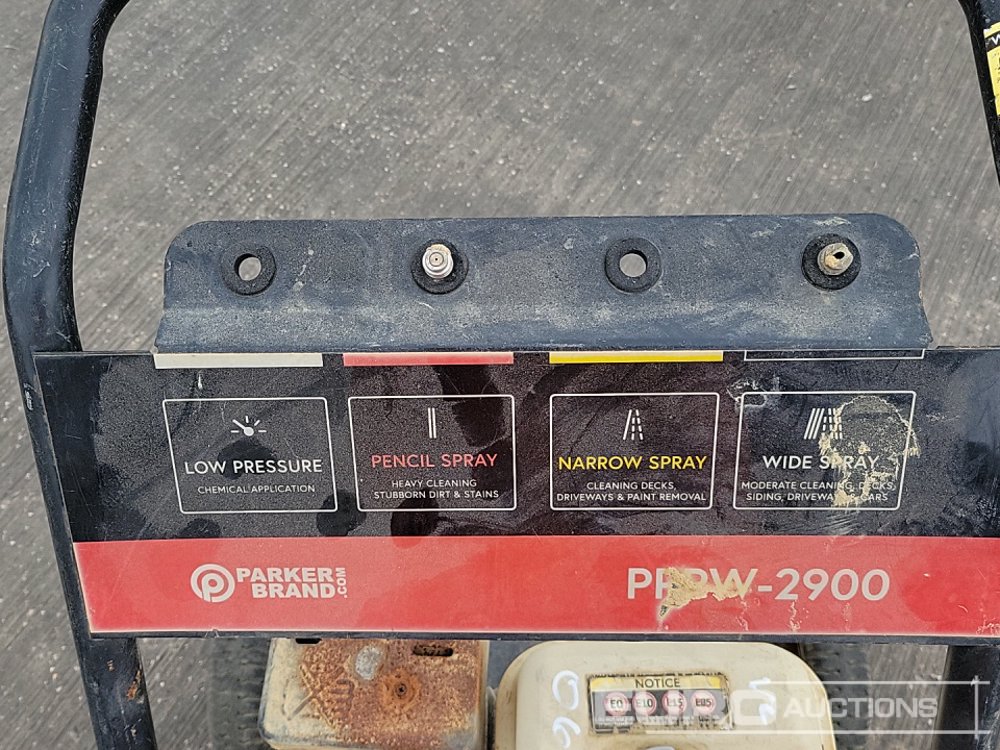 LOW PRESSURE
CHEMICAL APPLICATION
PENCIL SPRAY
HEAVY CLEANING
STUBBORN DIRT & STAINS
NARROW SPRAY
CLEANING DECKS,
DRIVEWAYS & PAINT REMOVAL
WIDE SPRAY
MODERATE CLEANING, DECKS,
SIDING, DRIVEWAYS & CARS
PARKER
BRAND.COM
-2900
NOTICE
E0 E10 E15 E85
EURO AUCTIONS